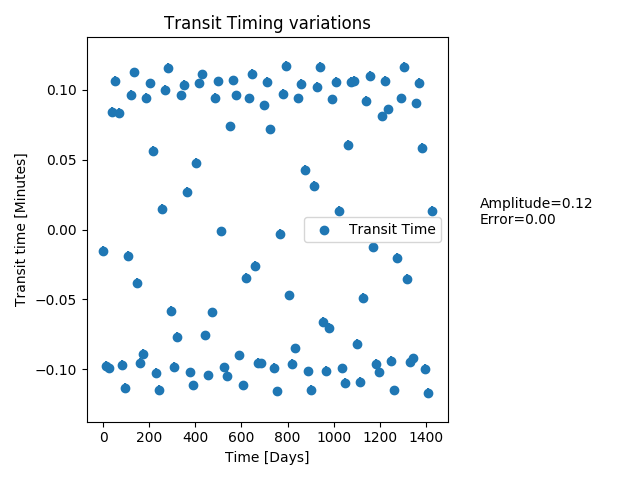 Transit Timing variations
Transit time [Minutes]
0.10
0.05
0.00
−0.05
−0.10
Transit Time
0 200 400 600 800 1000 1200 1400
Time [Days]
Amplitude=0.12
Error=0.00